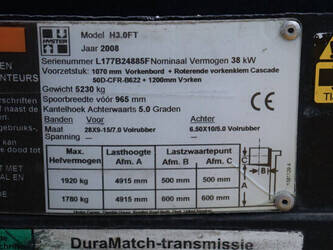 HYSTER
Model H3.0FT
Jaar 2008
Serienummer L177B24885F Nominaal Vermogen 38 kW
Voorzetstuk: 1070 mm Vorkenbord + Roterende vorkenklem Cascade
50D-CFR-B622 + 1200mm Vorken
Gewicht 5230 kg
Spoorbreedte vóór 965 mm
Kantelhoek Achterwaarts 5.0 Graden
Banden Voor Achter
Maat 28X9-15/7.0 Volrubber 6.50X10/5.0 Volrubber
Spanning — —
Max. Hefvermogen Lasthoogte Afm. A Lastzwaartepunt Afm. B Afm. C
1920 kg 4915 mm 500 mm 500 mm
1780 kg 4915 mm 600 mm 600 mm
C
B
A
DuraMatch-transmissie